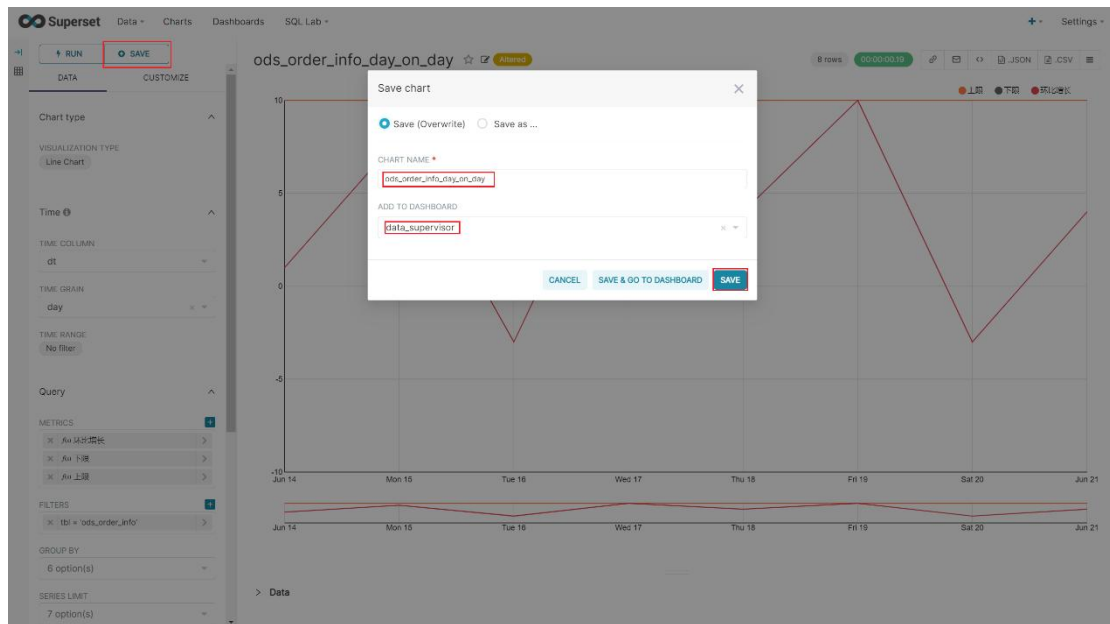 Superset Data Charts Dashboards SQL Lab + Settings
RUN SAVE
DATA CUSTOMIZE
ods_order_info_day_on_day Altered 8 rows 00:00:00.19 .JSON .CSV
上限 下限 环比增长
Save chart
Save (Overwrite) Save as ...
CHART NAME *
ods_order_info_day_on_day
ADD TO DASHBOARD
data_supervisor
CANCEL SAVE & GO TO DASHBOARD SAVE
Chart type
VISUALIZATION TYPE
Line Chart
Time
TIME COLUMN
dt
TIME GRAIN
day
TIME RANGE
No filter
Query
METRICS
f(x) 环比增长
f(x) 下限
f(x) 上限
FILTERS
tbl = 'ods_order_info'
GROUP BY
6 option(s)
SERIES LIMIT
7 option(s)
10
5
0
-5
-10
Jun 14 Mon 15 Tue 16 Wed 17 Thu 18 Fri 19 Sat 20 Jun 21
Jun 14 Mon 15 Tue 16 Wed 17 Thu 18 Fri 19 Sat 20 Jun 21
> Data